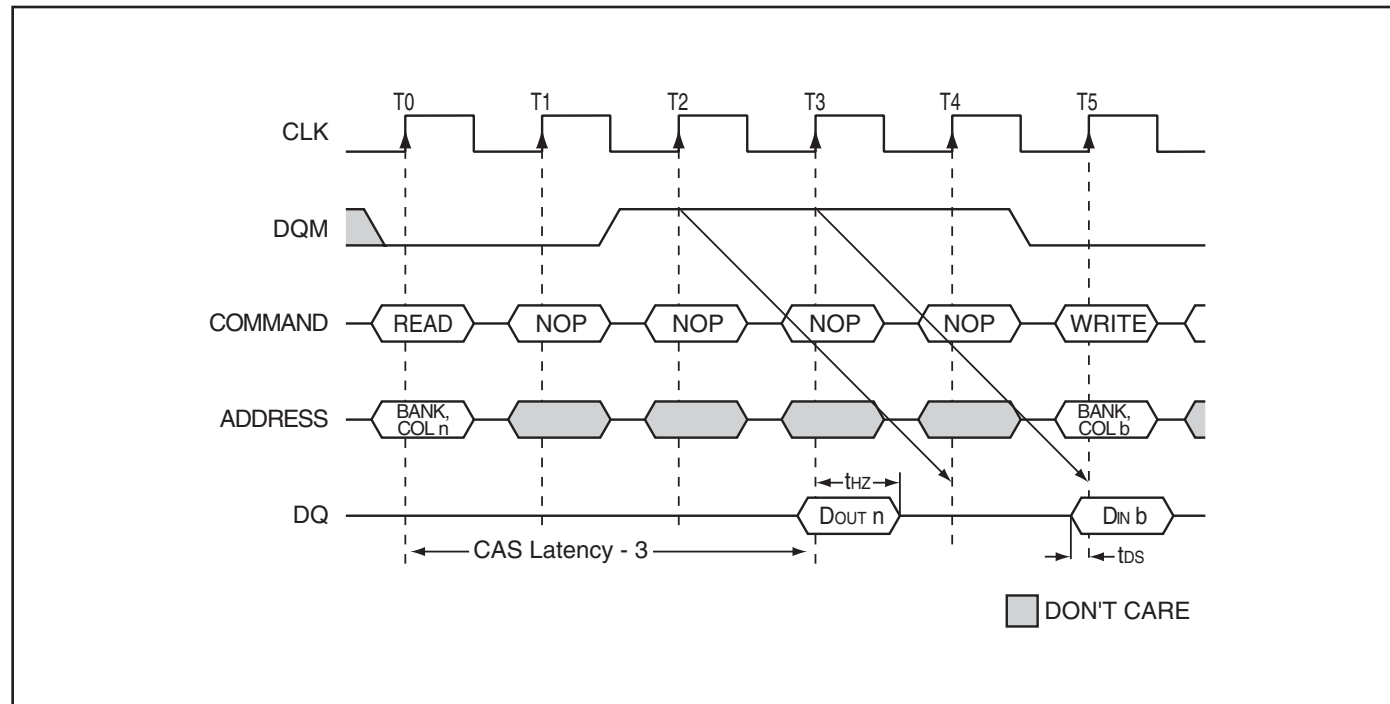 T0 T1 T2 T3 T4 T5
CLK
DQM
COMMAND READ NOP NOP NOP NOP WRITE
ADDRESS BANK, COL n BANK, COL b
tHZ
DQ DOUT n DIN b
CAS Latency - 3 tDS
DON'T CARE